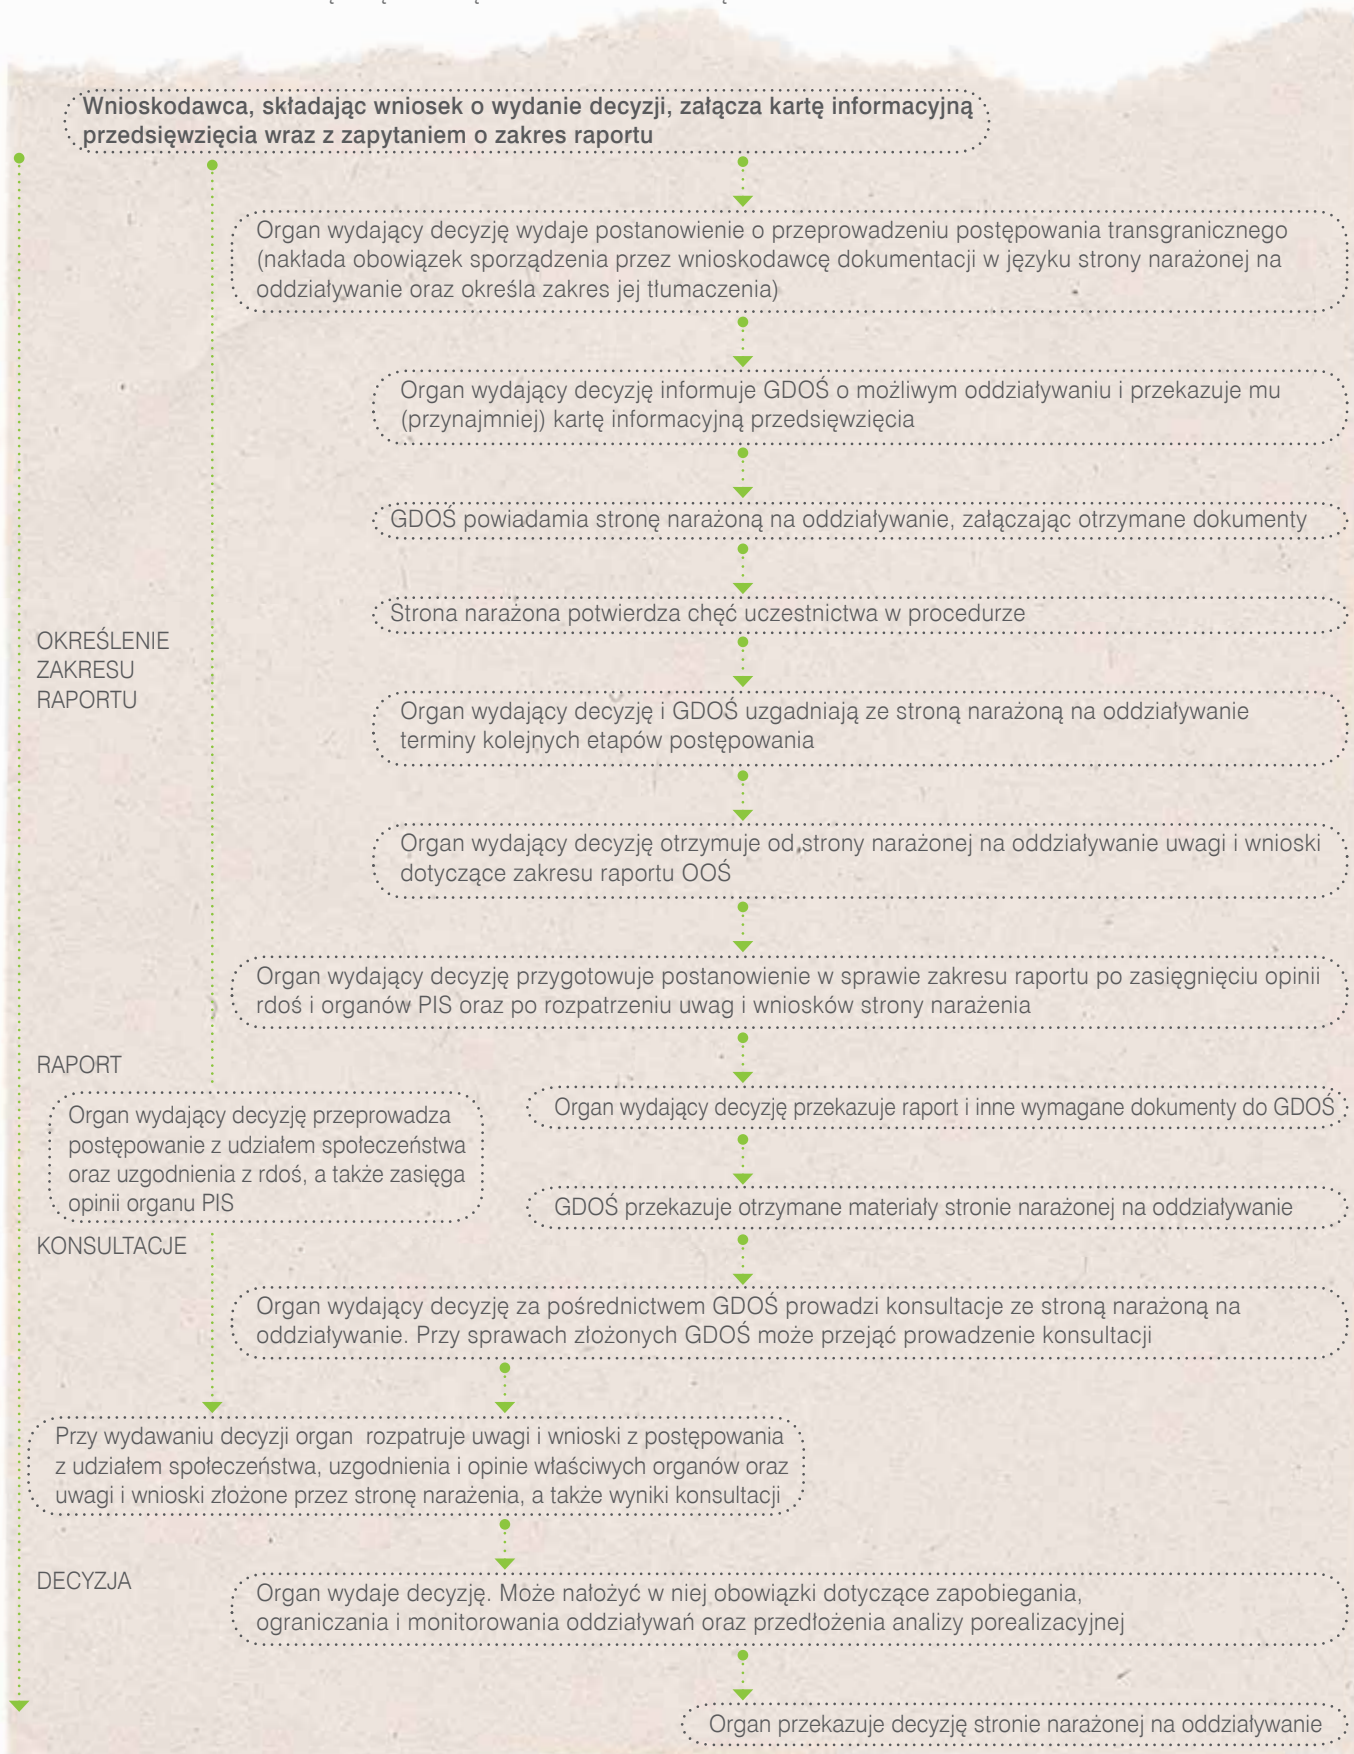 Wnioskodawca, składając wniosek o wydanie decyzji, załącza kartę informacyjną
przedsięwzięcia wraz z zapytaniem o zakres raportu
Organ wydający decyzję wydaje postanowienie o przeprowadzeniu postępowania transgranicznego
(nakłada obowiązek sporządzenia przez wnioskodawcę dokumentacji w języku strony narażonej na
oddziaływanie oraz określa zakres jej tłumaczenia)
Organ wydający decyzję informuje GDOŚ o możliwym oddziaływaniu i przekazuje mu
(przynajmniej) kartę informacyjną przedsięwzięcia
GDOŚ powiadamia stronę narażoną na oddziaływanie, załączając otrzymane dokumenty
Strona narażona potwierdza chęć uczestnictwa w procedurze
OKREŚLENIE
ZAKRESU
RAPORTU
Organ wydający decyzję i GDOŚ uzgadniają ze stroną narażoną na oddziaływanie
terminy kolejnych etapów postępowania
Organ wydający decyzję otrzymuje od strony narażonej na oddziaływanie uwagi i wnioski
dotyczące zakresu raportu OOŚ
Organ wydający decyzję przygotowuje postanowienie w sprawie zakresu raportu po zasięgnięciu opinii
rdoś i organów PIS oraz po rozpatrzeniu uwag i wniosków strony narażenia
RAPORT
Organ wydający decyzję przeprowadza
postępowanie z udziałem społeczeństwa
oraz uzgodnienia z rdoś, a także zasięga
opinii organu PIS
Organ wydający decyzję przekazuje raport i inne wymagane dokumenty do GDOŚ
GDOŚ przekazuje otrzymane materiały stronie narażonej na oddziaływanie
KONSULTACJE
Organ wydający decyzję za pośrednictwem GDOŚ prowadzi konsultacje ze stroną narażoną na
oddziaływanie. Przy sprawach złożonych GDOŚ może przejąć prowadzenie konsultacji
Przy wydawaniu decyzji organ rozpatruje uwagi i wnioski z postępowania
z udziałem społeczeństwa, uzgodnienia i opinie właściwych organów oraz
uwagi i wnioski złożone przez stronę narażenia, a także wyniki konsultacji
DECYZJA
Organ wydaje decyzję. Może nałożyć w niej obowiązki dotyczące zapobiegania,
ograniczania i monitorowania oddziaływań oraz przedłożenia analizy porealizacyjnej
Organ przekazuje decyzję stronie narażonej na oddziaływanie